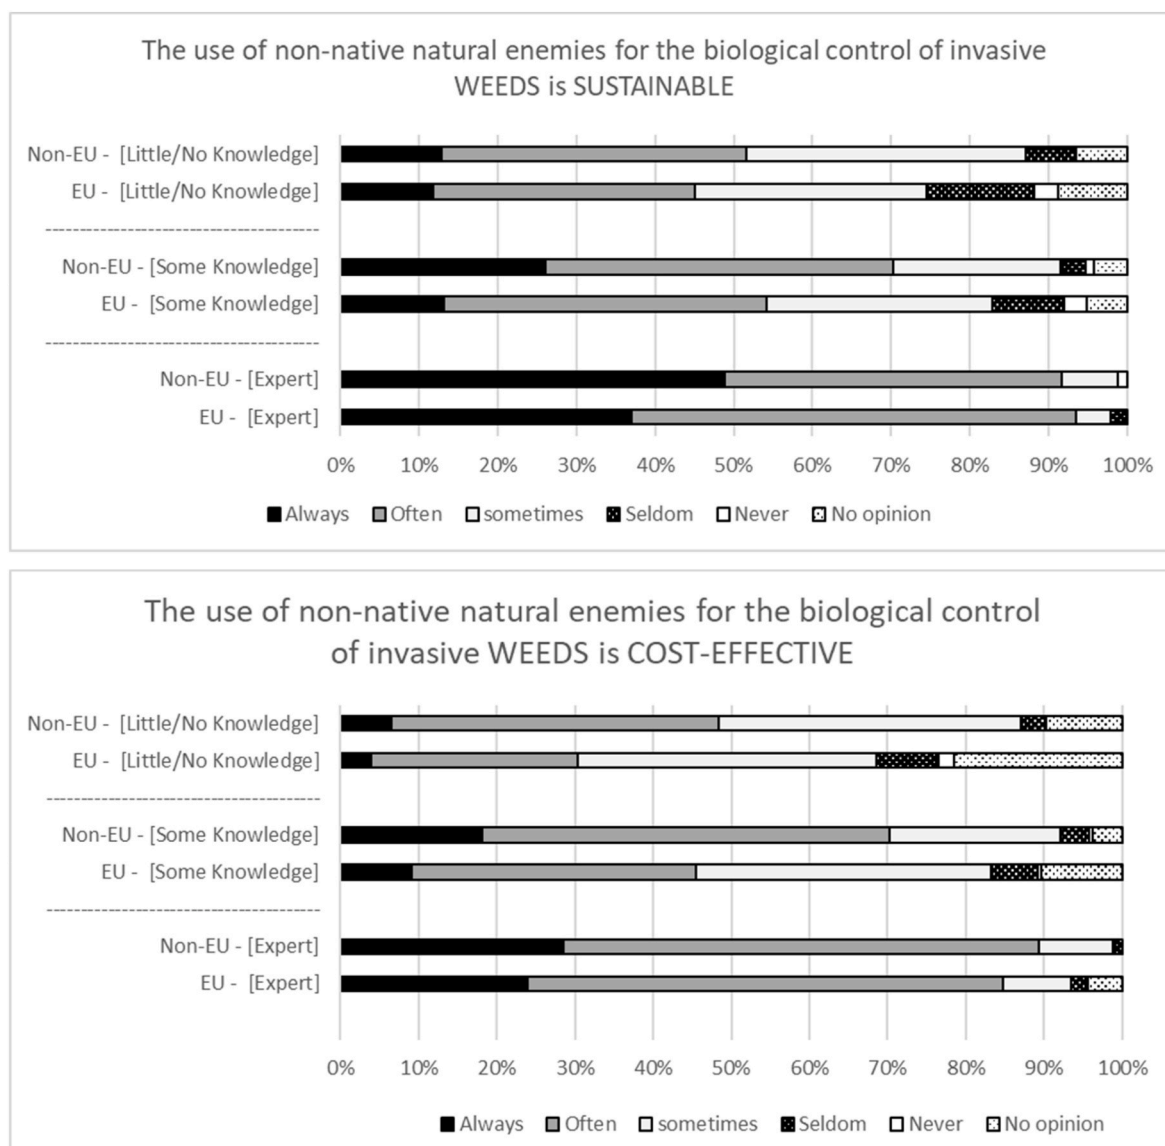 The use of non-native natural enemies for the biological control of invasive
WEEDS is SUSTAINABLE
Non-EU - [Little/No Knowledge]
EU - [Little/No Knowledge]
----------------------------------------
Non-EU - [Some Knowledge]
EU - [Some Knowledge]
----------------------------------------
Non-EU - [Expert]
EU - [Expert]
0% 10% 20% 30% 40% 50% 60% 70% 80% 90% 100%
Always Often sometimes Seldom Never No opinion
The use of non-native natural enemies for the biological control
of invasive WEEDS is COST-EFFECTIVE
Non-EU - [Little/No Knowledge]
EU - [Little/No Knowledge]
----------------------------------------
Non-EU - [Some Knowledge]
EU - [Some Knowledge]
----------------------------------------
Non-EU - [Expert]
EU - [Expert]
0% 10% 20% 30% 40% 50% 60% 70% 80% 90% 100%
Always Often sometimes Seldom Never No opinion